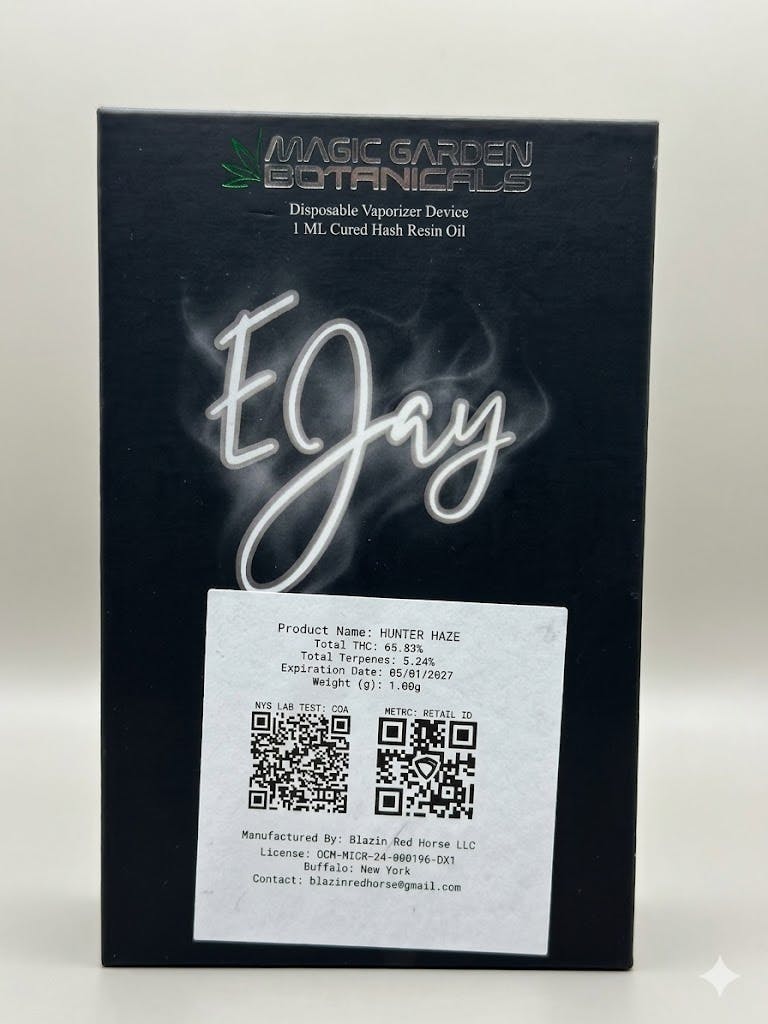 MAGIC GARDEN
BOTANICALS
Disposable Vaporizer Device
1 ML Cured Hash Resin Oil
EJay
Product Name: HUNTER HAZE
Total THC: 65.83%
Total Terpenes: 5.24%
Expiration Date: 05/01/2027
Weight (g): 1.00g
NYS LAB TEST: COA
METRC: RETAIL ID
Manufactured By: Blazin Red Horse LLC
License: OCM-MICR-24-000196-DX1
Buffalo: New York
Contact: blazinredhorse@gmail.com